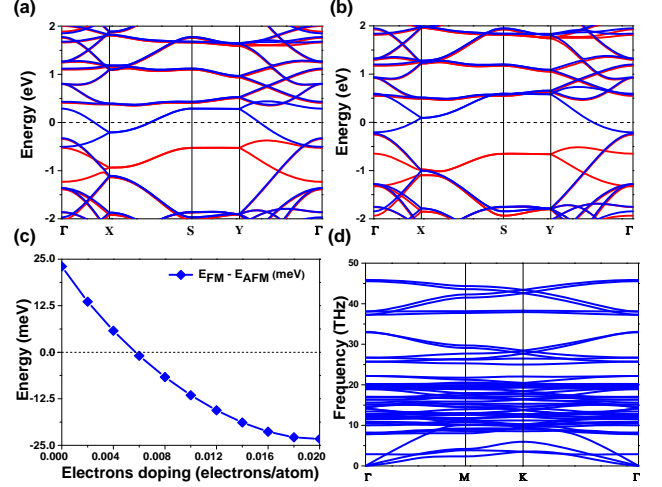 (a)
(b)
2
1
0
-1
-2
Energy (eV)
Γ X S Y Γ
2
1
0
-1
-2
Energy (eV)
Γ X S Y Γ
(c)
25.0
12.5
0.0
-12.5
-25.0
Energy (meV)
E_FM - E_AFM (meV)
0.000 0.004 0.008 0.012 0.016 0.020
Electrons doping (electrons/atom)
(d)
50
40
30
20
10
0
Frequency (THz)
Γ M K Γ